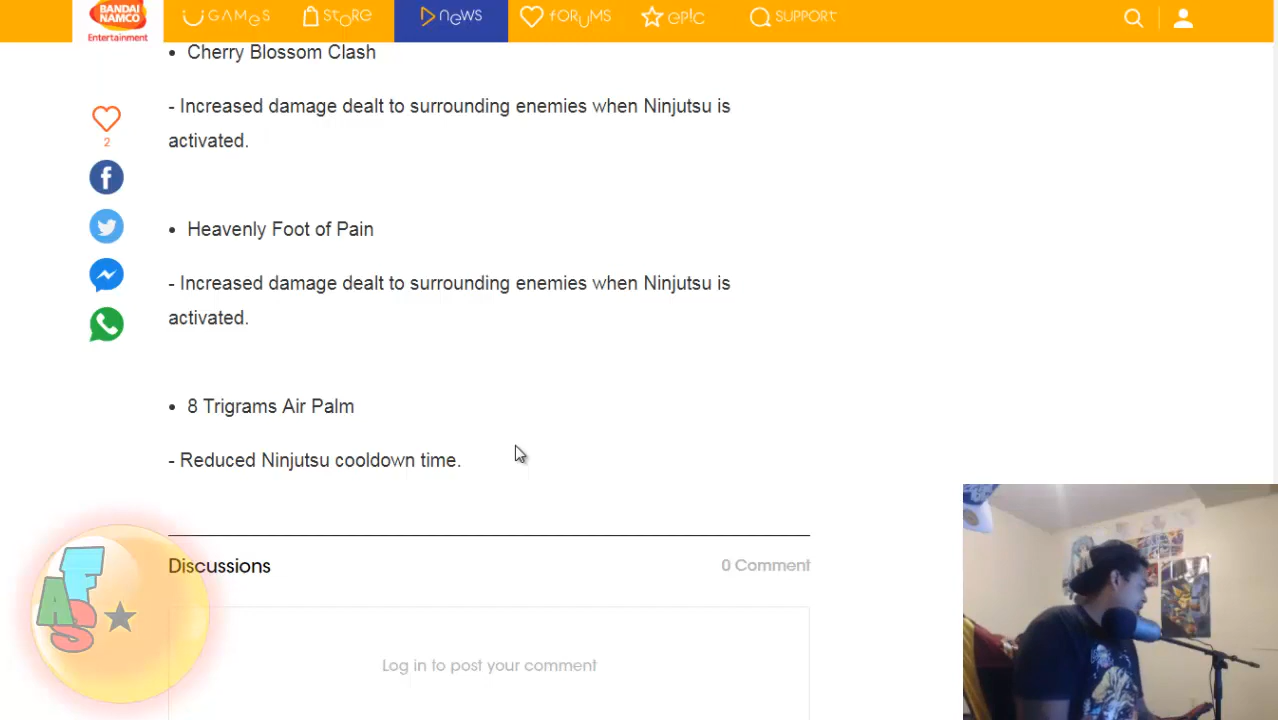 BANDAI
NAMCO
Entertainment
GAMES
STORE
NEWS
FORUMS
EPIC
SUPPORT
• Cherry Blossom Clash
- Increased damage dealt to surrounding enemies when Ninjutsu is
activated.
2
• Heavenly Foot of Pain
- Increased damage dealt to surrounding enemies when Ninjutsu is
activated.
• 8 Trigrams Air Palm
- Reduced Ninjutsu cooldown time.
AFS
Discussions
0 Comment
Log in to post your comment